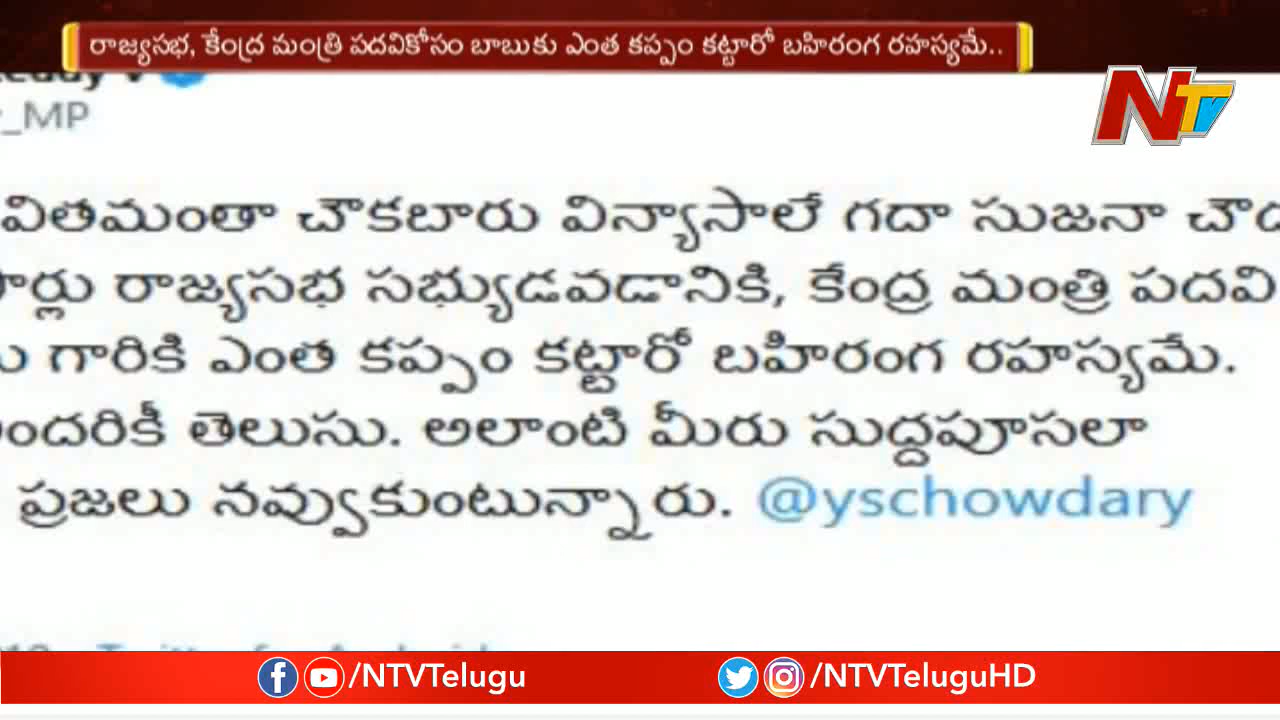 రాజ్యసభ, కేంద్ర మంత్రి పదవికోసం బాబుకు ఎంత కప్పం కట్టారో బహిరంగ రహస్యమే..
NTV
_MP
వితమంతా చౌకబారు విన్యాసాలే గదా సుజనా
రాజ్యసభ సభ్యుడవడానికి, కేంద్ర మంత్రి పదవి
గారికి ఎంత కప్పం కట్టారో బహిరంగ రహస్యమే.
తెలుసు. అలాంటి మీరు సుద్దపూసలా
ప్రజలు నవ్వుకుంటున్నారు. @yschowdary
/NTVTelugu
/NTVTeluguHD